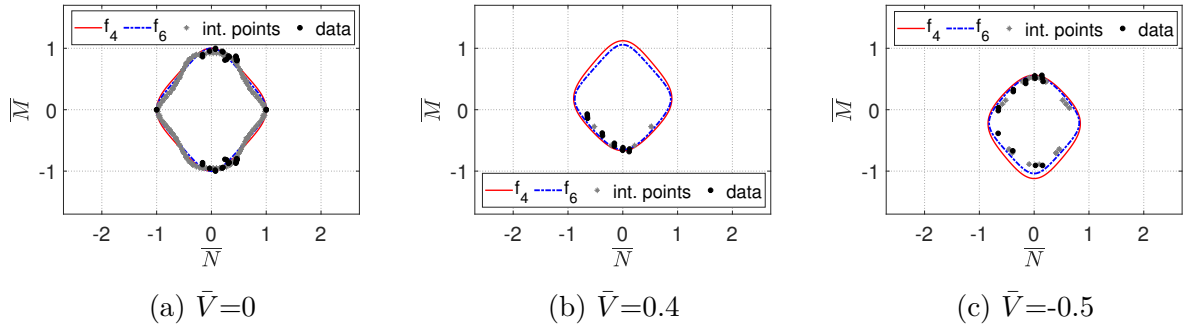 f4 f6 int. points data
1
0
-1
M̅
-2 -1 0 1 2
N̅
(a) V̄=0
1
0
-1
M̅
f4 f6 int. points data
-2 -1 0 1 2
N̅
(b) V̄=0.4
f4 f6 int. points data
1
0
-1
M̅
-2 -1 0 1 2
N̅
(c) V̄=-0.5